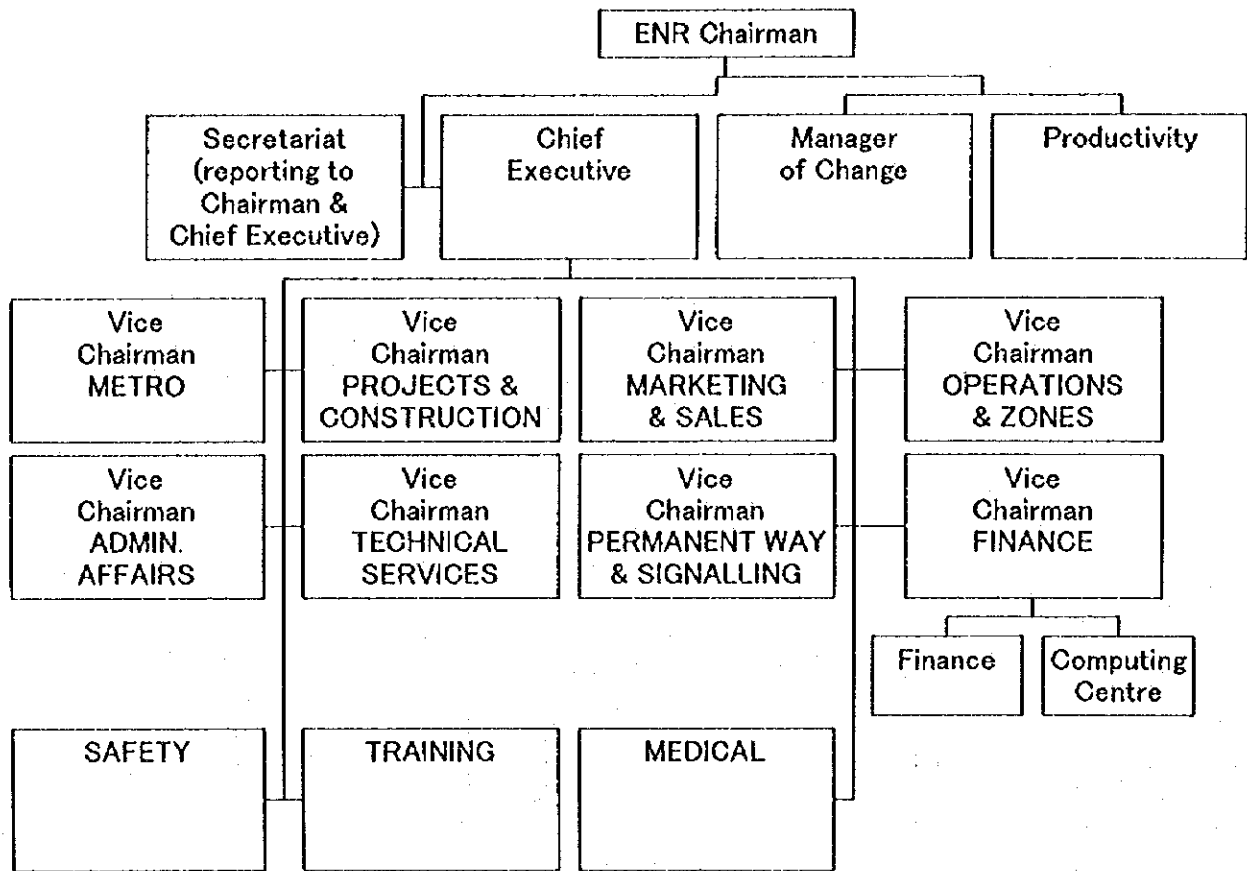 ENR Chairman
Secretariat
(reporting to
Chairman &
Chief Executive)
Chief
Executive
Manager
of Change
Productivity
Vice
Chairman
METRO
Vice
Chairman
PROJECTS &
CONSTRUCTION
Vice
Chairman
MARKETING
& SALES
Vice
Chairman
OPERATIONS
& ZONES
Vice
Chairman
ADMIN.
AFFAIRS
Vice
Chairman
TECHNICAL
SERVICES
Vice
Chairman
PERMANENT WAY
& SIGNALLING
Vice
Chairman
FINANCE
Finance
Computing
Centre
SAFETY
TRAINING
MEDICAL